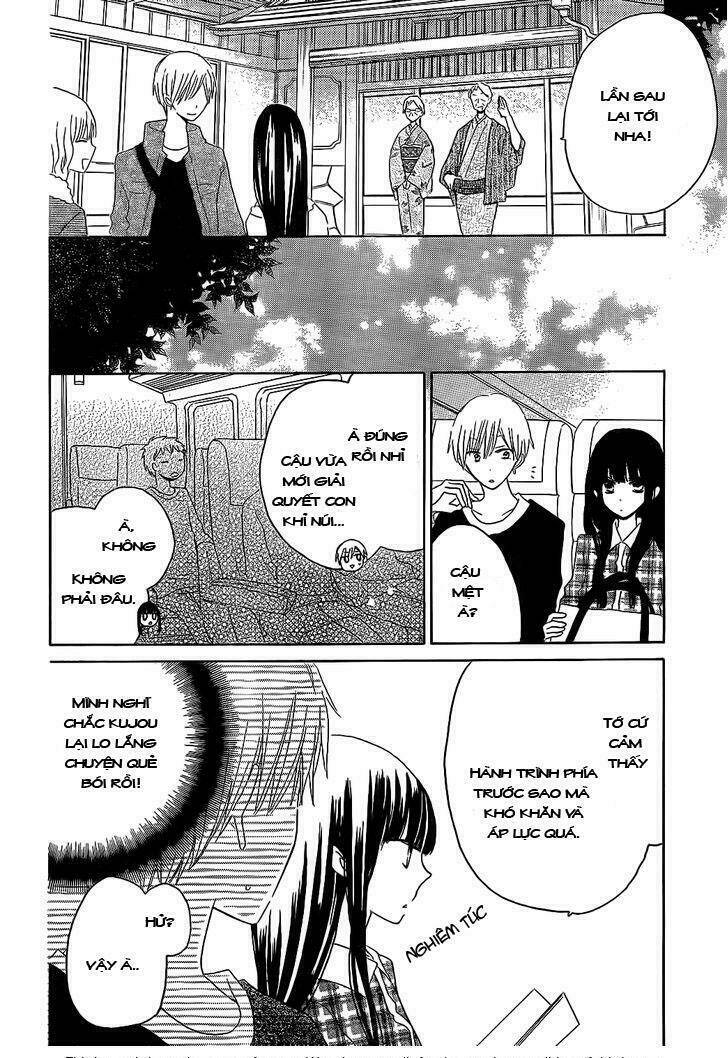 LẦN SAU
LẠI TỚI
NHA!
CẬU
MỆT
À?
À ĐÚNG
RỒI NHỈ
CẬU VỪA
MỚI GIẢI
QUYẾT CON
KHỈ NÚI...
À,
KHÔNG
KHÔNG
PHẢI ĐÂU.
TỚ CỨ
CẢM
THẤY
HÀNH TRÌNH PHÍA
TRƯỚC SAO MÀ
KHÓ KHĂN VÀ
ÁP LỰC QUÁ.
NGHIÊM TÚC
MÌNH NGHĨ
CHẮC KUJOU
LẠI LO LẮNG
CHUYỆN QUẺ
BÓI RỒI!
HỬ?
VẬY À..